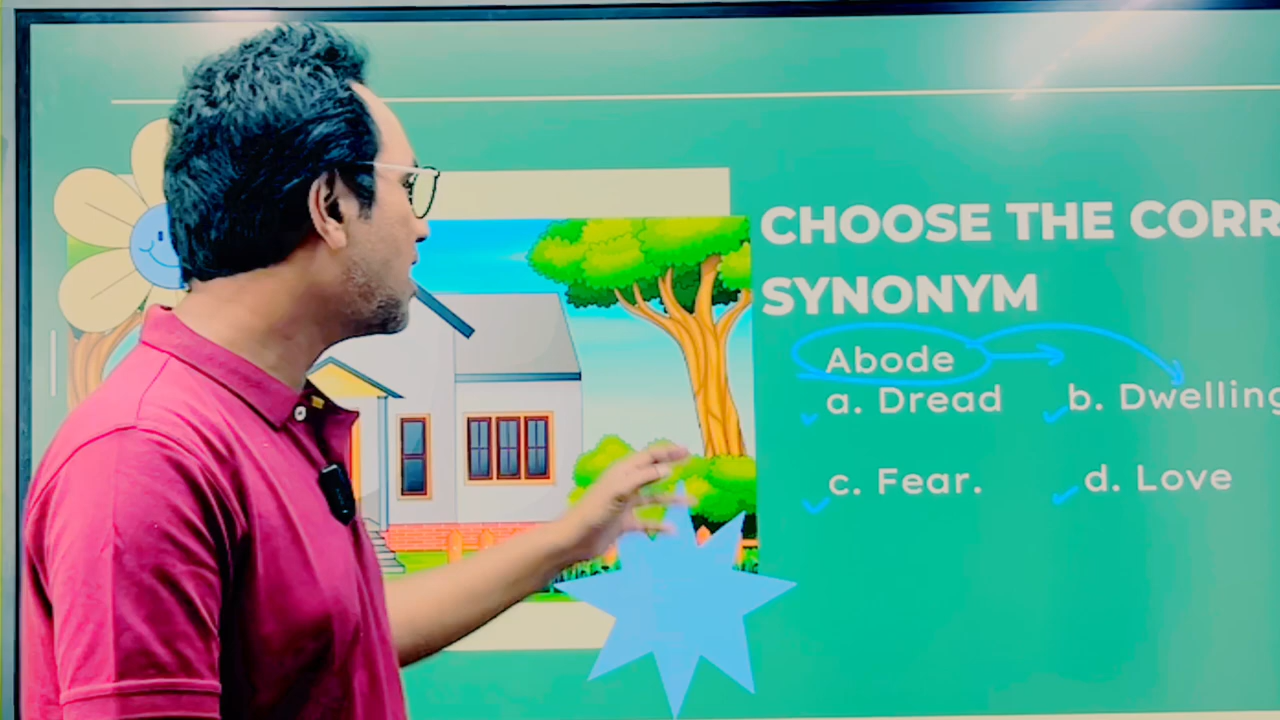 CHOOSE THE CORR
SYNONYM
Abode
a. Dread b. Dwelling
c. Fear. d. Love